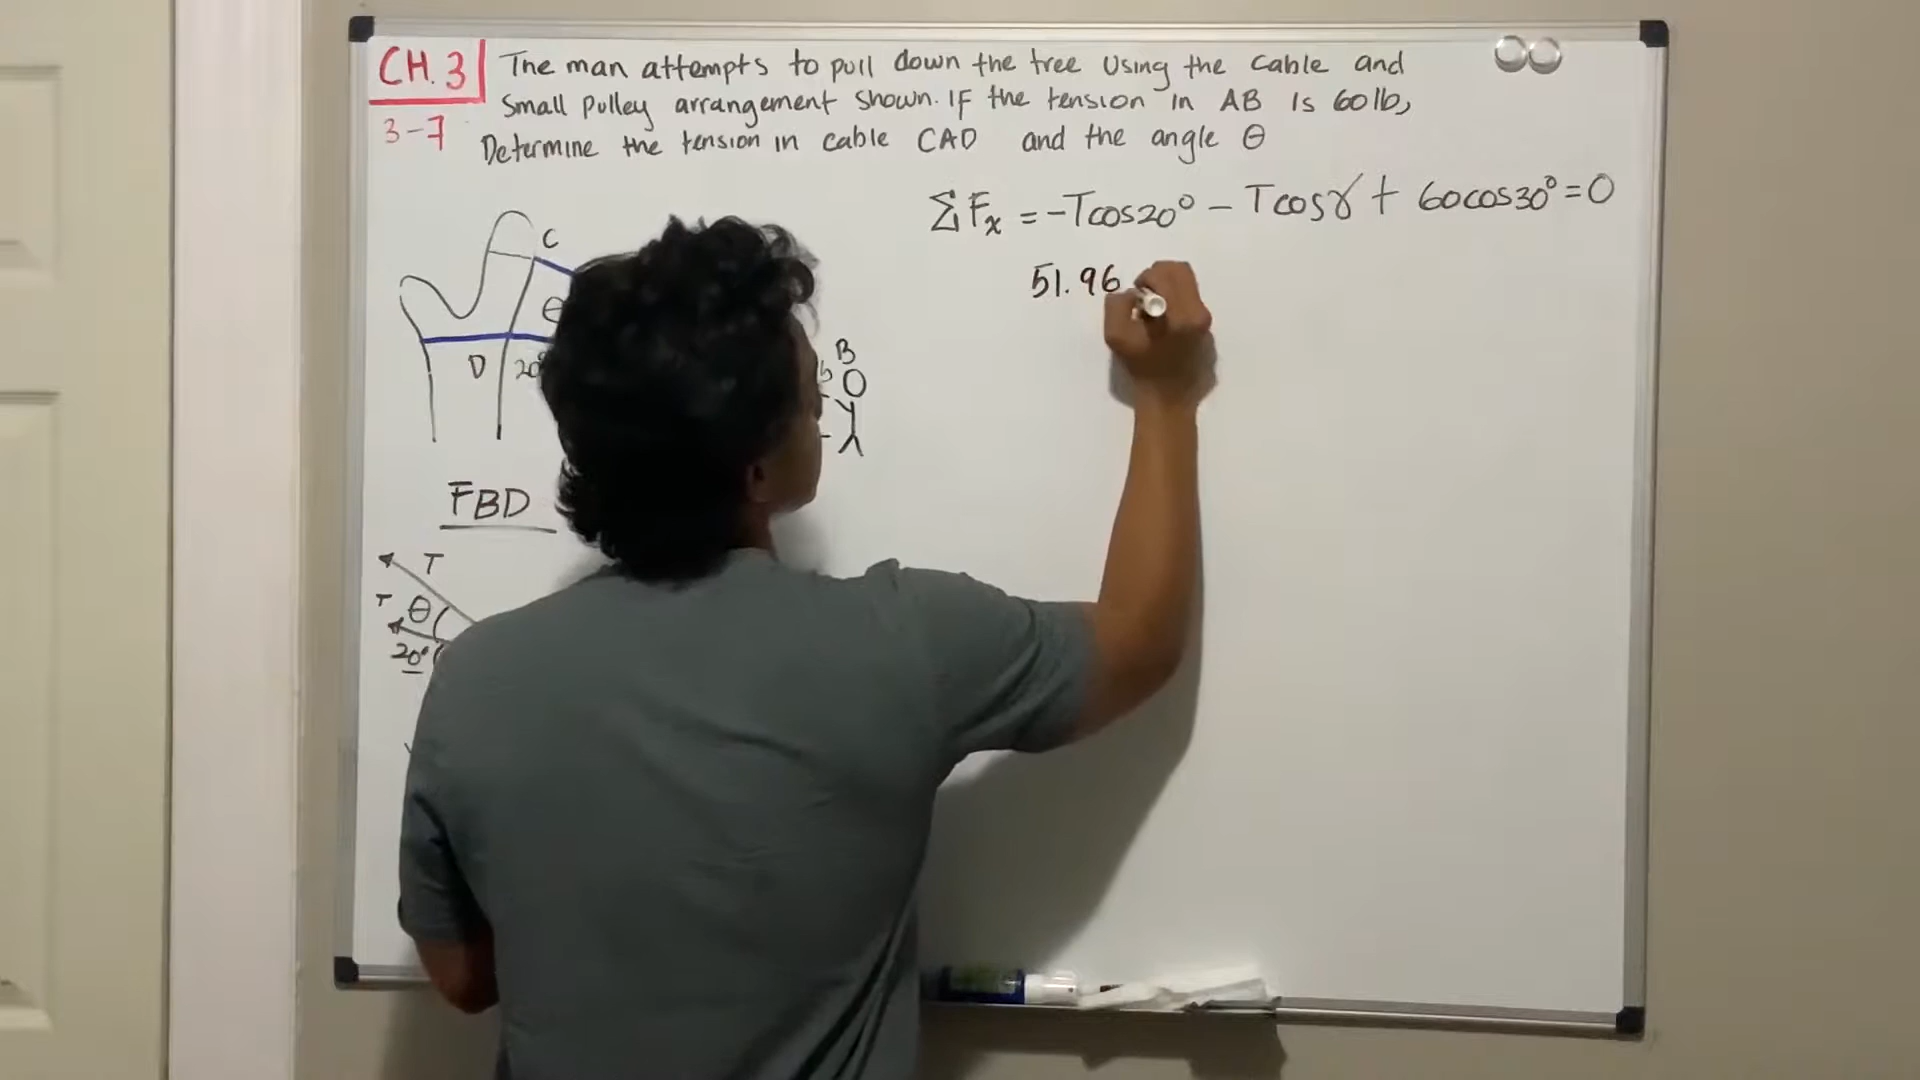 CH.3
The man attempts to pull down the tree Using the cable and
Small Pulley arrangement shown. IF the tension in AB is 60 lb,
3-7
Determine the tension in cable CAD and the angle θ
ΣFx = -Tcos20° - Tcosγ + 60cos30° = 0
51.96
C
D
20°
B
FBD
T
T
θ
20°